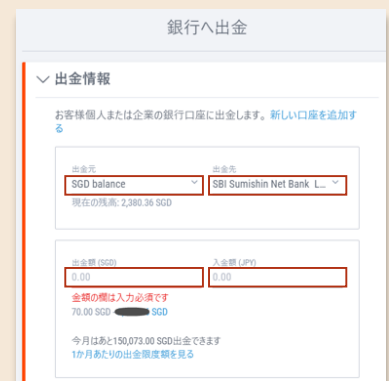 銀行へ出金
出金情報
お客様個人または企業の銀行口座に出金します。新しい口座を追加す
る
出金元 出金先
SGD balance SBI Sumishin Net Bank L...
現在の残高: 2,380.36 SGD
出金額 (SGD) 入金額 (JPY)
0.00 0.00
金額の欄は入力必須です
70.00 SGD SGD
今月はあと150,073.00 SGD出金できます
1か月あたりの出金限度額を見る